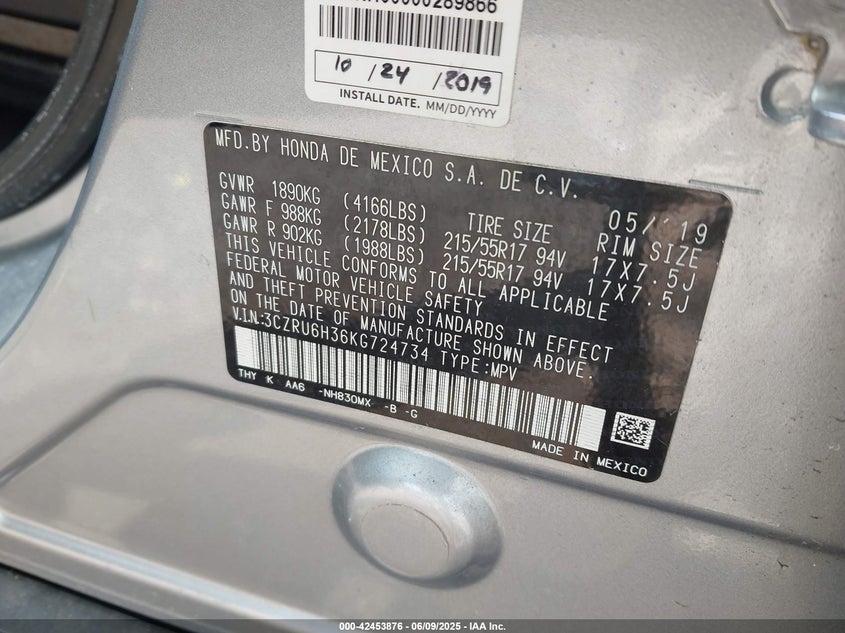 00000289866
10 / 24 / 2019
INSTALL DATE. MM/DD/YYYY
MFD.BY HONDA DE MEXICO S.A. DE C.V.
05/'19
GVWR 1890KG (4166LBS) TIRE SIZE RIM SIZE
GAWR F 988KG (2178LBS) 215/55R17 94V 17X7.5J
GAWR R 902KG (1988LBS) 215/55R17 94V 17X7.5J
THIS VEHICLE CONFORMS TO ALL APPLICABLE
FEDERAL MOTOR VEHICLE SAFETY
AND THEFT PREVENTION STANDARDS IN EFFECT
ON THE DATE OF MANUFACTURE SHOWN ABOVE.
V.I.N:3CZRU6H36KG724734 TYPE:MPV
THY K AA6 -NH830MX -B -G
MADE IN MEXICO
000-42453876 | 06/09/2025 - IAA Inc.